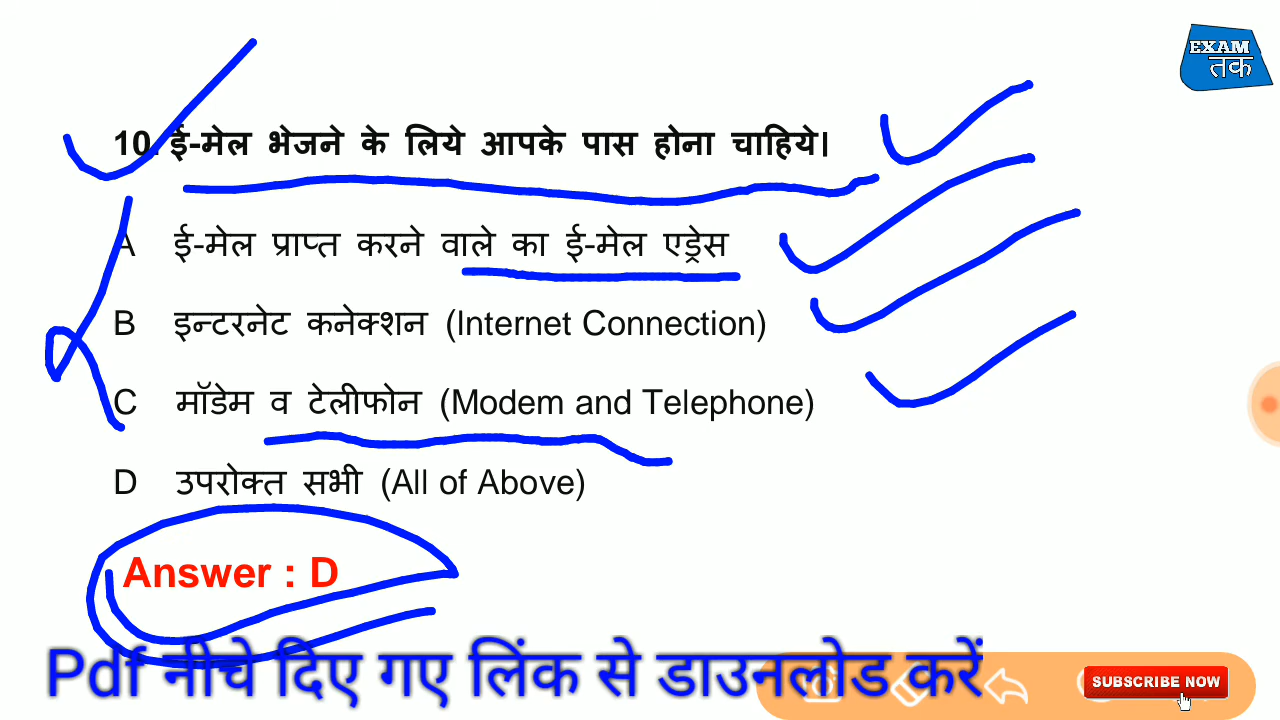 EXAM
तक
10. ई-मेल भेजने के लिये आपके पास होना चाहिये।
A ई-मेल प्राप्त करने वाले का ई-मेल एड्रेस
B इन्टरनेट कनेक्शन (Internet Connection)
C मॉडेम व टेलीफोन (Modem and Telephone)
D उपरोक्त सभी (All of Above)
Answer : D
Pdf नीचे दिए गए लिंक से डाउनलोड करें
SUBSCRIBE NOW